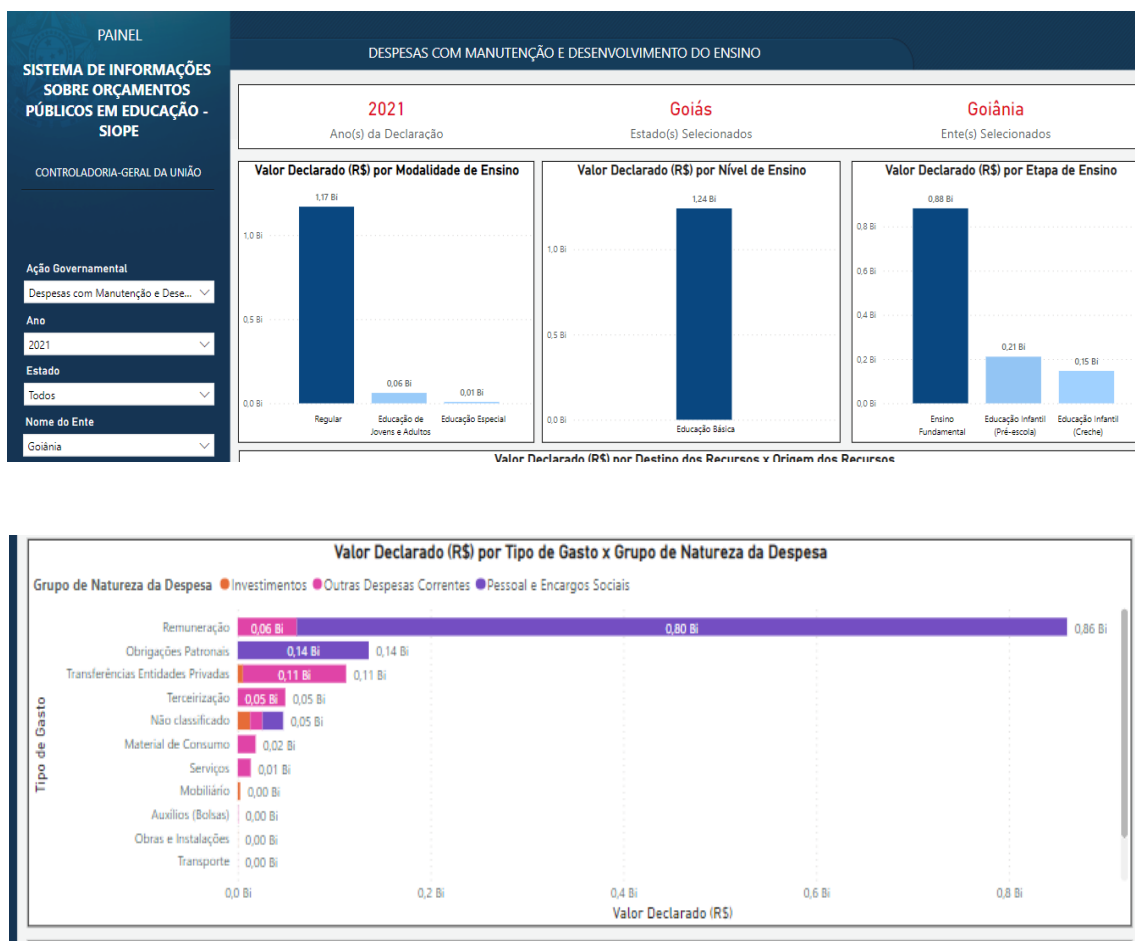 PAINEL
SISTEMA DE INFORMAÇÕES
SOBRE ORÇAMENTOS
PÚBLICOS EM EDUCAÇÃO -
SIOPE
CONTROLADORIA-GERAL DA UNIÃO
Ação Governamental
Despesas com Manutenção e Dese...
Ano
2021
Estado
Todos
Nome do Ente
Goiânia
DESPESAS COM MANUTENÇÃO E DESENVOLVIMENTO DO ENSINO
2021
Ano(s) da Declaração
Goiás
Estado(s) Selecionados
Goiânia
Ente(s) Selecionados
Valor Declarado (R$) por Modalidade de Ensino
1,17 Bi
1,0 Bi
0,5 Bi
0,06 Bi
0,01 Bi
0,0 Bi
Regular
Educação de
Jovens e Adultos
Educação Especial
Valor Declarado (R$) por Nível de Ensino
1,24 Bi
1,0 Bi
0,5 Bi
0,0 Bi
Educação Básica
Valor Declarado (R$) por Etapa de Ensino
0,88 Bi
0,8 Bi
0,6 Bi
0,4 Bi
0,21 Bi
0,2 Bi
0,15 Bi
0,0 Bi
Ensino
Fundamental
Educação Infantil
(Pré-escola)
Educação Infantil
(Creche)
Valor Declarado (R$) por Destino dos Recursos x Origem dos Recursos
Valor Declarado (R$) por Tipo de Gasto x Grupo de Natureza da Despesa
Grupo de Natureza da Despesa Investimentos Outras Despesas Correntes Pessoal e Encargos Sociais
Tipo de Gasto
Remuneração 0,06 Bi 0,80 Bi 0,86 Bi
Obrigações Patronais 0,14 Bi 0,14 Bi
Transferências Entidades Privadas 0,11 Bi 0,11 Bi
Terceirização 0,05 Bi 0,05 Bi
Não classificado 0,05 Bi
Material de Consumo 0,02 Bi
Serviços 0,01 Bi
Mobiliário 0,00 Bi
Auxílios (Bolsas) 0,00 Bi
Obras e Instalações 0,00 Bi
Transporte 0,00 Bi
0,0 Bi 0,2 Bi 0,4 Bi 0,6 Bi 0,8 Bi
Valor Declarado (R$)